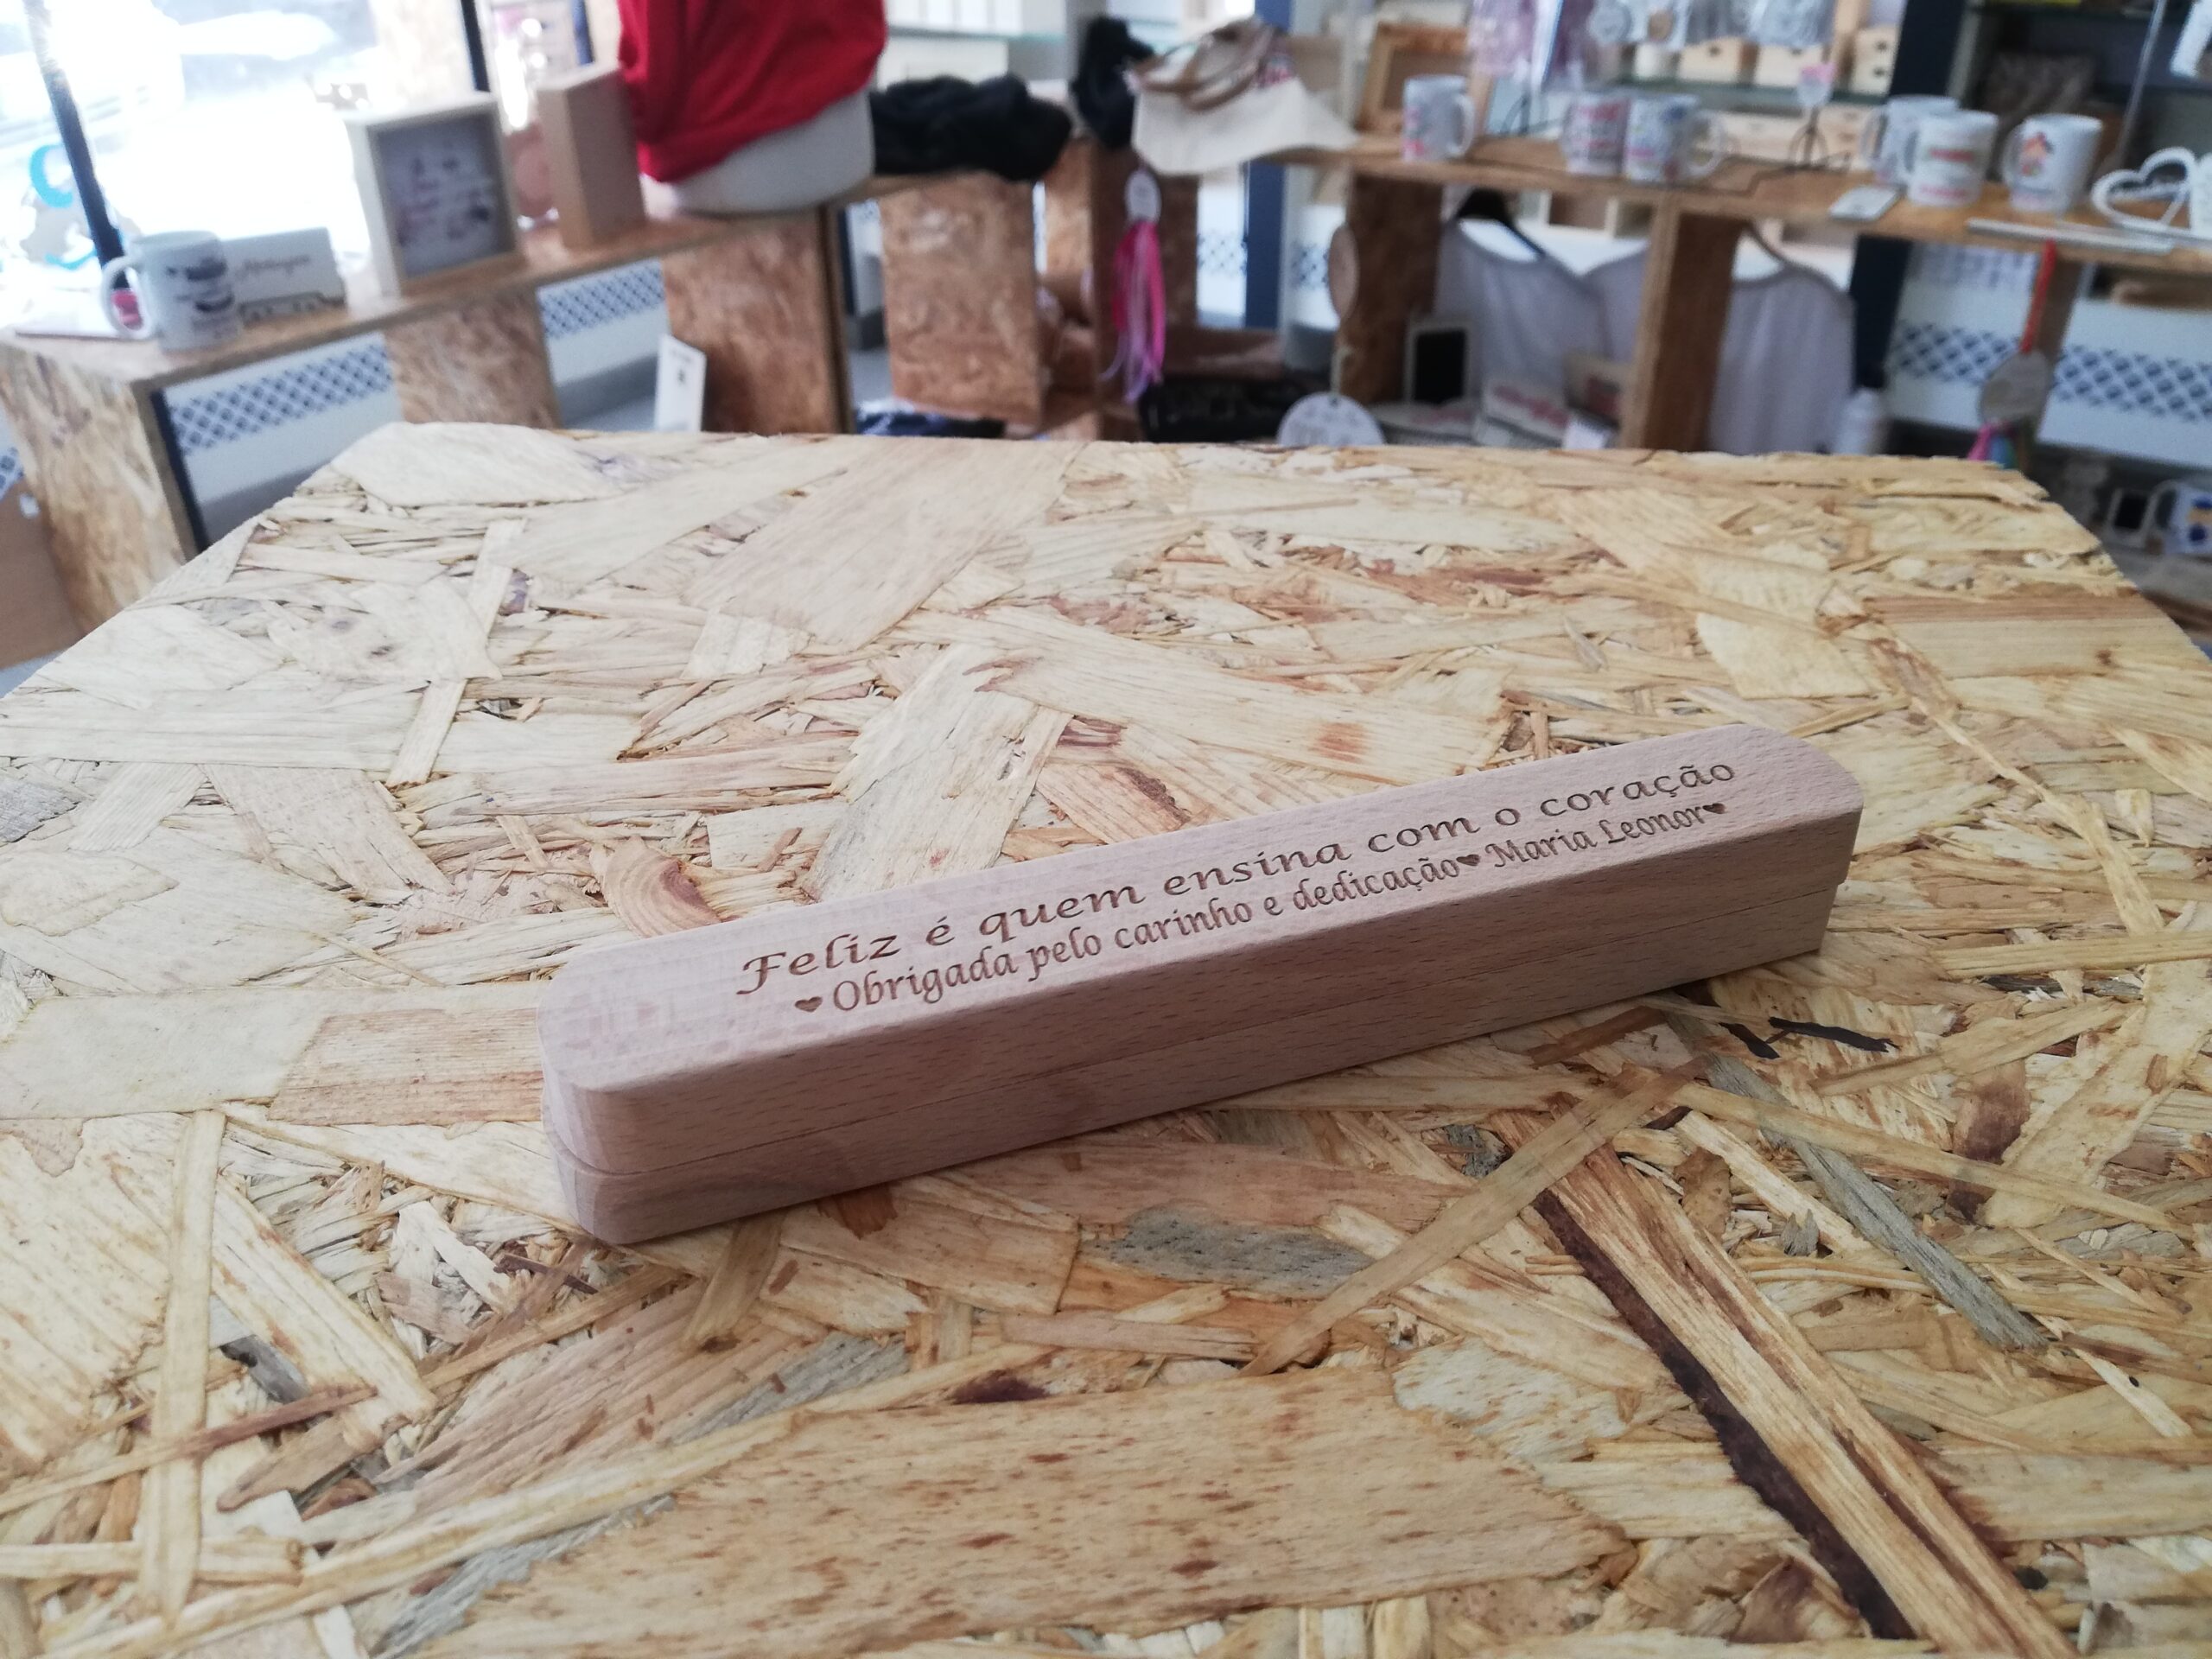 Feliz é quem ensina com o coração
❤Obrigada pelo carinho e dedicação❤ Maria Leonor❤